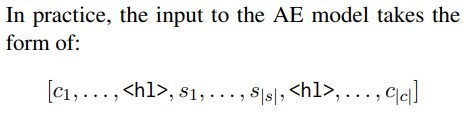 In practice, the input to the AE model takes the
form of:
[c₁, . . . , <hl>, s₁, . . . , s|s|, <hl>, . . . , c|c|]